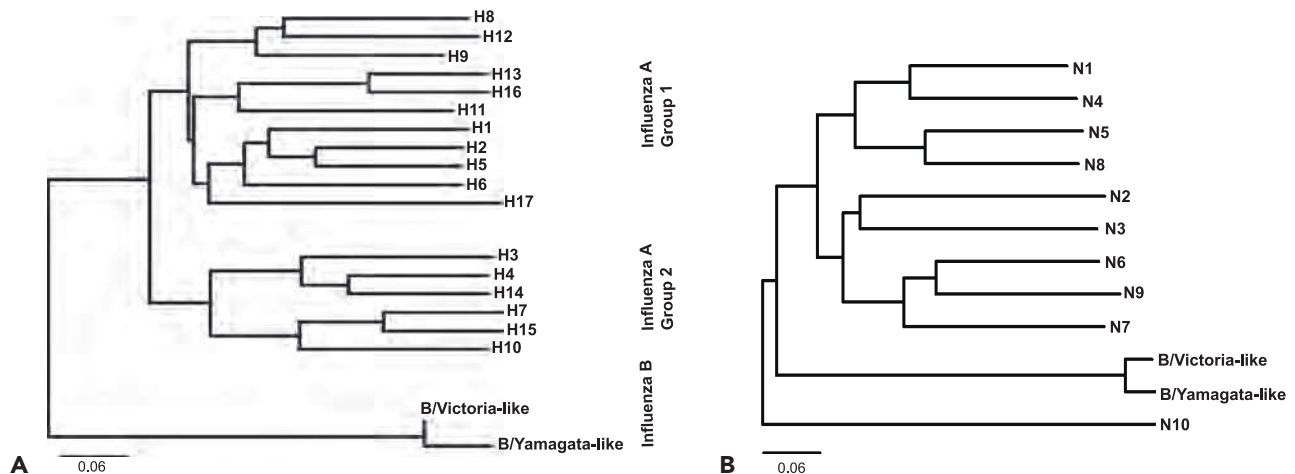 H8
H12
H9
H13
H16
H11
H1
H2
H5
H6
H17
H3
H4
H14
H7
H15
H10
B/Victoria-like
B/Yamagata-like
Influenza A
Group 1
Influenza A
Group 2
Influenza B
A
0.06
N1
N4
N5
N8
N2
N3
N6
N9
N7
B/Victoria-like
B/Yamagata-like
N10
B
0.06